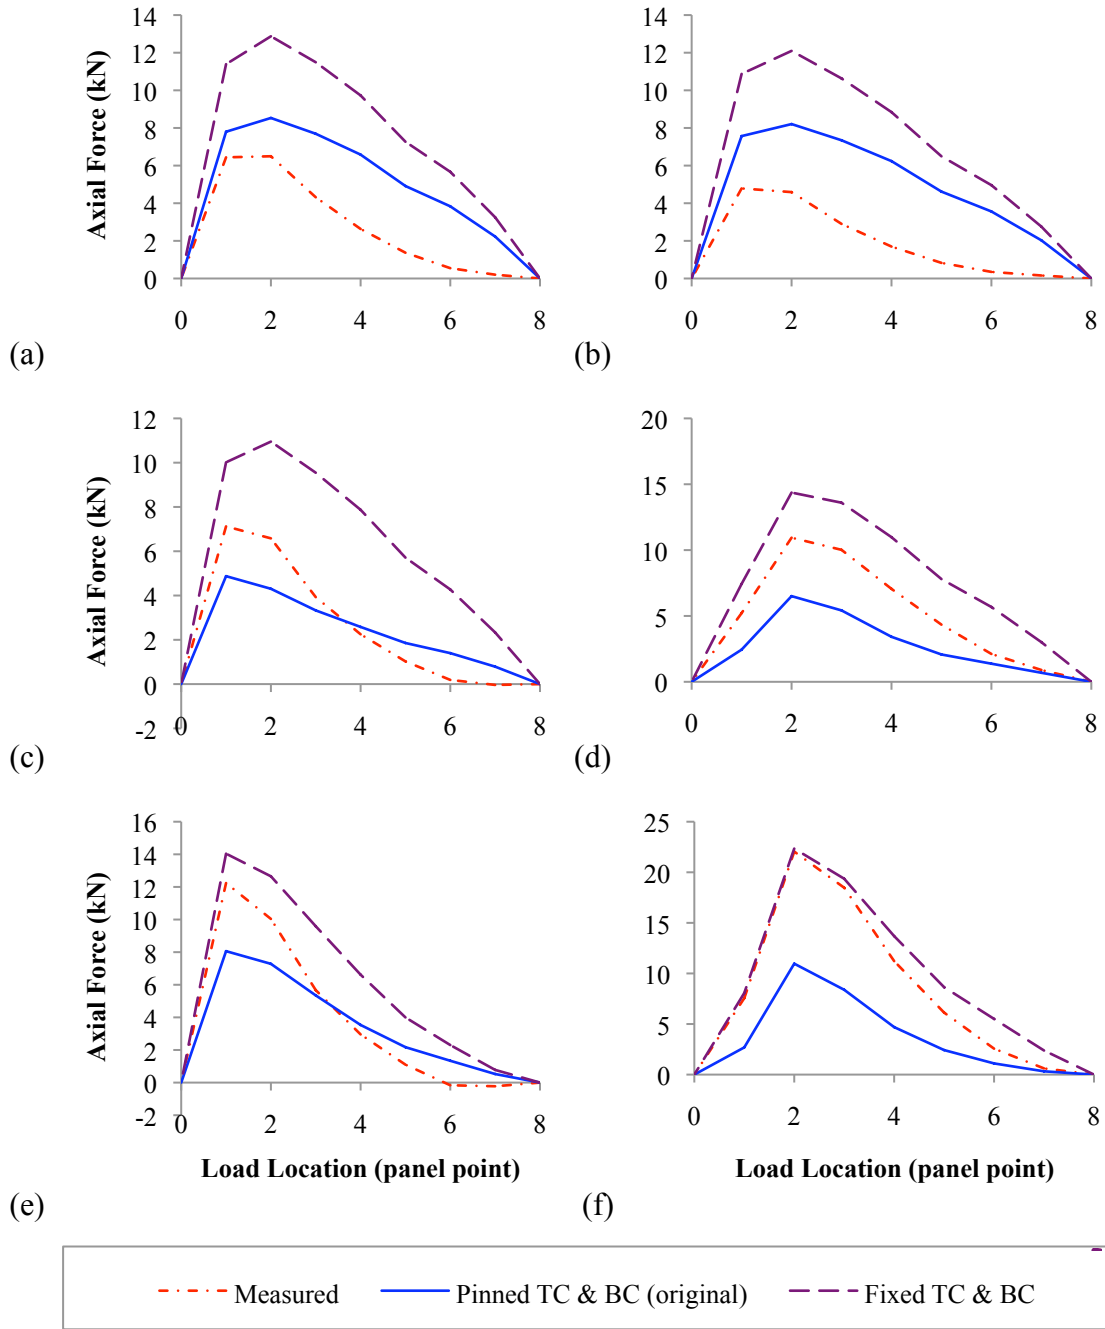 14
12
10
8
6
4
2
0
Axial Force (kN)
0 2 4 6 8
(a)
14
12
10
8
6
4
2
0
0 2 4 6 8
(b)
12
10
8
6
4
2
0
-2
Axial Force (kN)
0 2 4 6 8
(c)
20
15
10
5
0
0 2 4 6 8
(d)
16
14
12
10
8
6
4
2
0
-2
Axial Force (kN)
0 2 4 6 8
Load Location (panel point)
(e)
25
20
15
10
5
0
0 2 4 6 8
Load Location (panel point)
(f)
Measured Pinned TC & BC (original) Fixed TC & BC